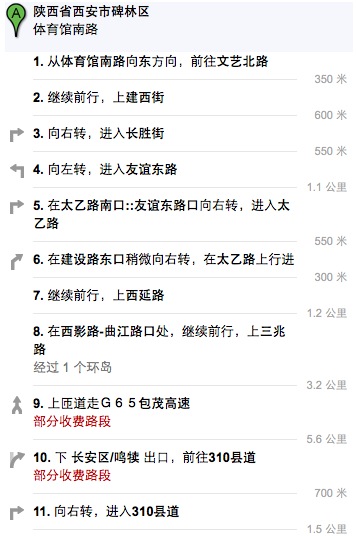 A
陕西省西安市碑林区
体育馆南路
1. 从体育馆南路向东方向，前往文艺北路
350 米
2. 继续前行，上建西街
600 米
3. 向右转，进入长胜街
550 米
4. 向左转，进入友谊东路
1.1 公里
5. 在太乙路南口::友谊东路口向右转，进入太
乙路
550 米
6. 在建设路东口稍微向右转，在太乙路上行进
300 米
7. 继续前行，上西延路
1.2 公里
8. 在西影路-曲江路口处，继续前行，上三兆
路
经过 1 个环岛
3.2 公里
9. 上匝道走Ｇ６５包茂高速
部分收费路段
5.6 公里
10. 下 长安区/鸣犊 出口，前往310县道
部分收费路段
700 米
11. 向右转，进入310县道
1.5 公里